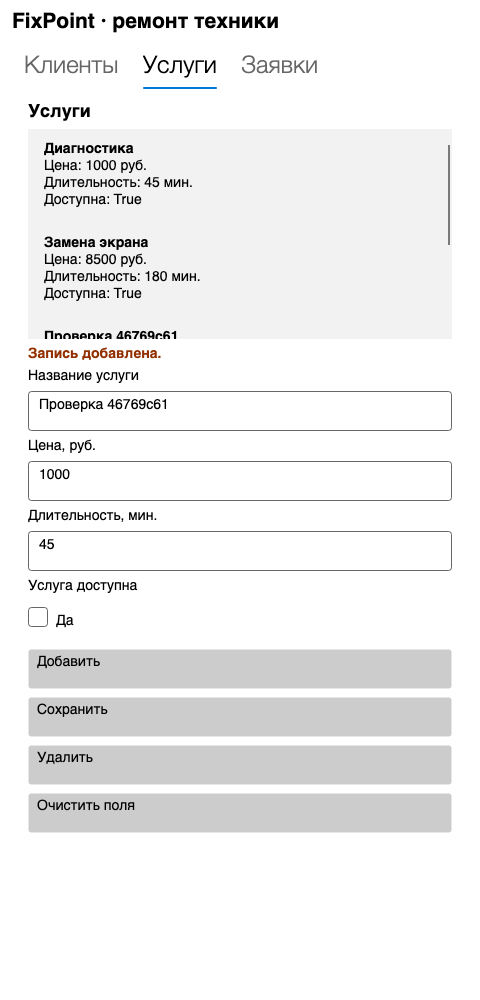 FixPoint · ремонт техники
Клиенты Услуги Заявки
Услуги
Диагностика
Цена: 1000 руб.
Длительность: 45 мин.
Доступна: True
Замена экрана
Цена: 8500 руб.
Длительность: 180 мин.
Доступна: True
Проверка 46769c61
Запись добавлена.
Название услуги
Проверка 46769c61
Цена, руб.
1000
Длительность, мин.
45
Услуга доступна
Да
Добавить
Сохранить
Удалить
Очистить поля